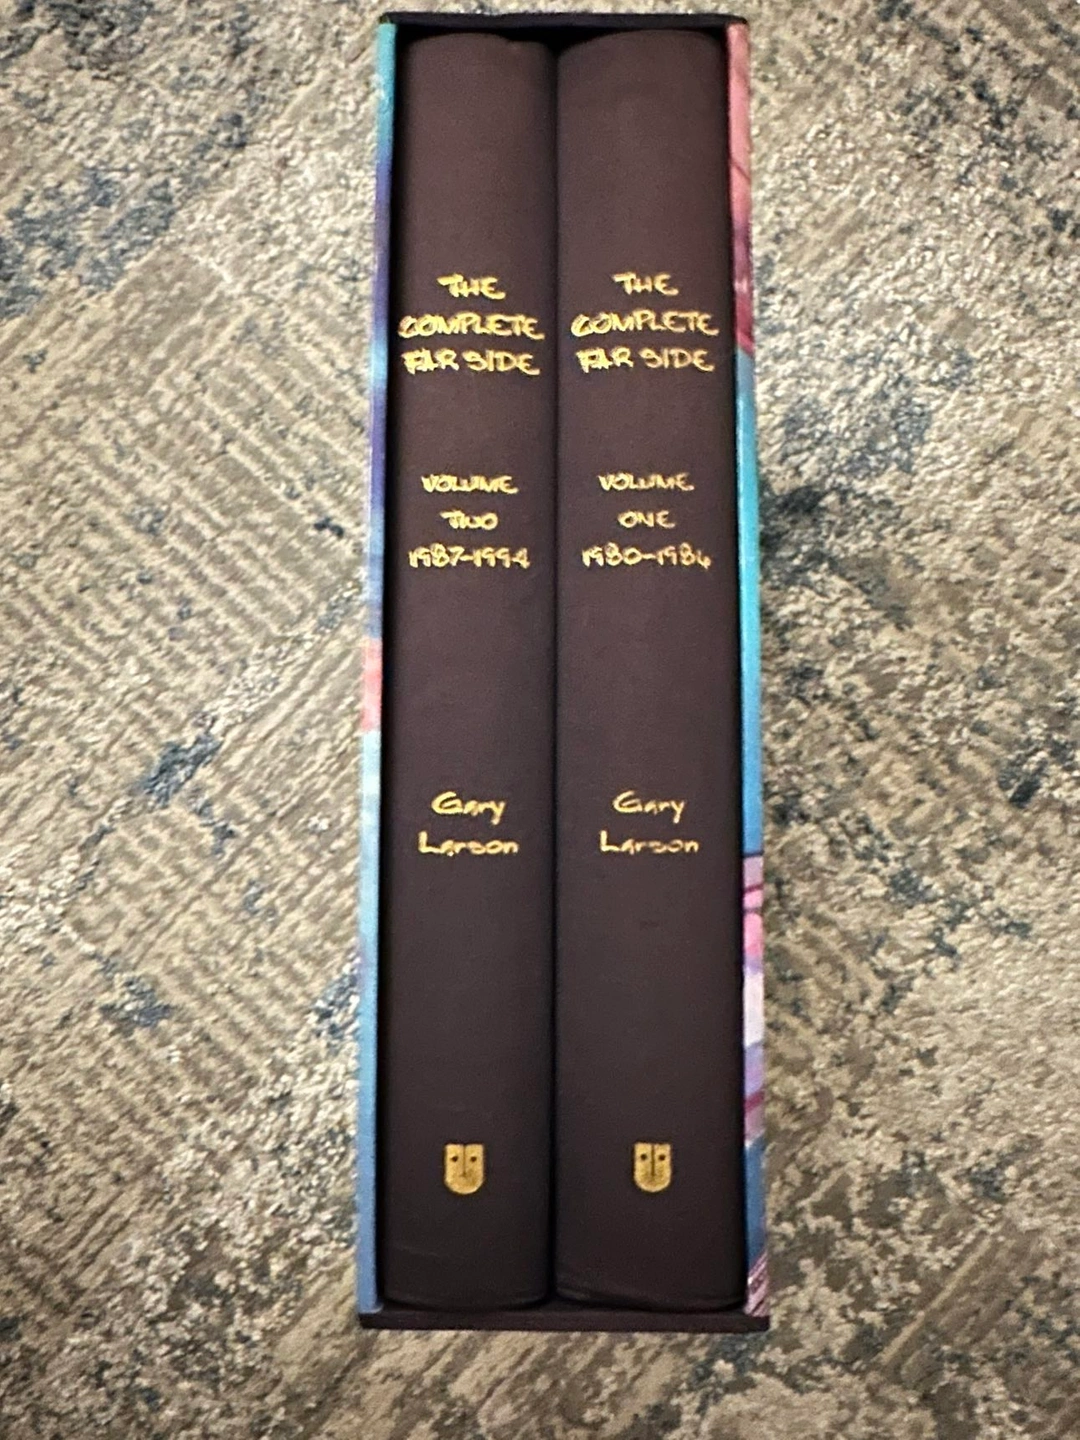 THE
COMPLETE
FAR SIDE
VOLUME
TWO
1987-1994
Gary
Larson
THE
COMPLETE
FAR SIDE
VOLUME
ONE
1980-1986
Gary
Larson